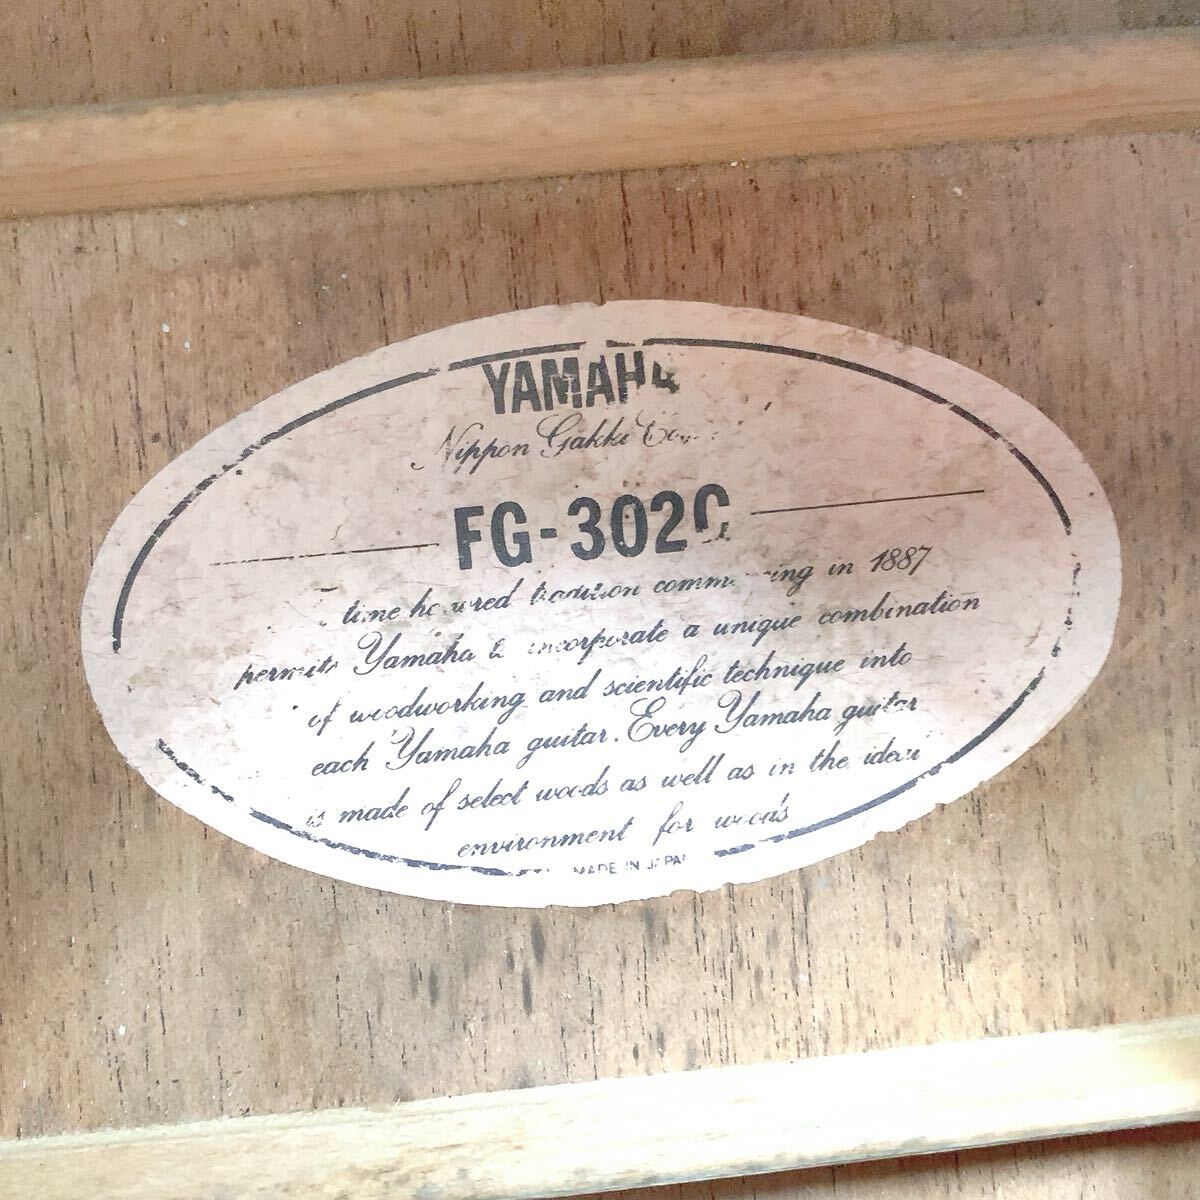 YAMAHA
Nippon Gakki
FG-302C
time honored tradition commencing in 1887
permits Yamaha to incorporate a unique combination
of woodworking and scientific technique into
each Yamaha guitar. Every Yamaha guitar
is made of select woods as well as in the ideal
environment for woods
MADE IN JAPAN